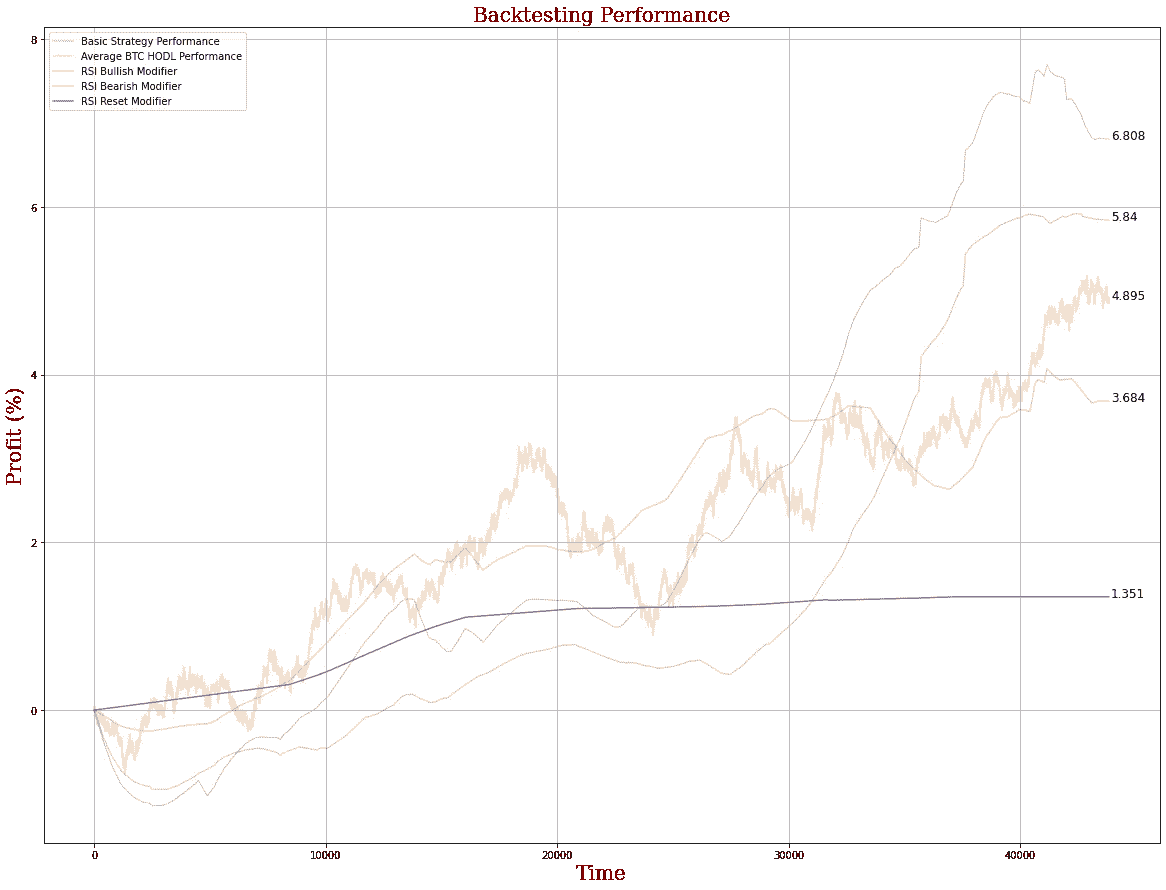 Backtesting Performance
Basic Strategy Performance
Average BTC HODL Performance
RSI Bullish Modifier
RSI Bearish Modifier
RSI Reset Modifier
8
6
4
2
0
Profit (%)
6.808
5.84
4.895
3.684
1.351
0
10000
20000
30000
40000
Time